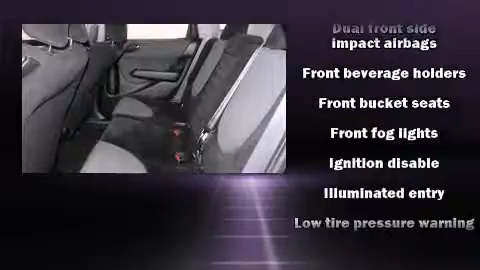 Dual front side
impact airbags
Front beverage holders
Front bucket seats
Front fog lights
Ignition disable
Illuminated entry
Low tire pressure warning